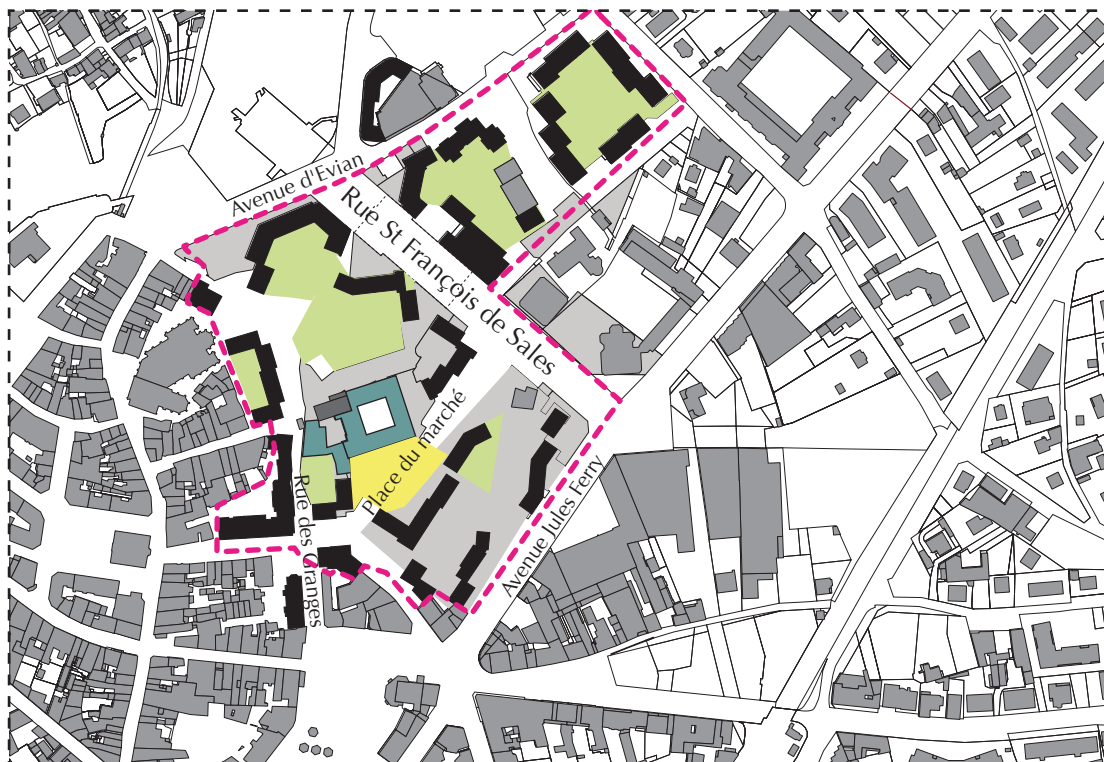 Avenue d'Evian
Rue St François de Sales
Place du marché
Rue des Granges
Avenue Jules Ferry